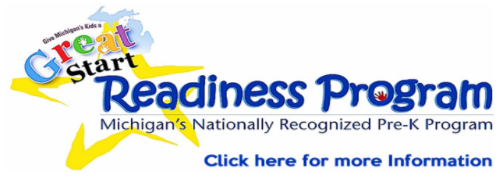 Give Michigan's Kids a
Great
Start
Readiness Program
Michigan's Nationally Recognized Pre-K Program
Click here for more Information